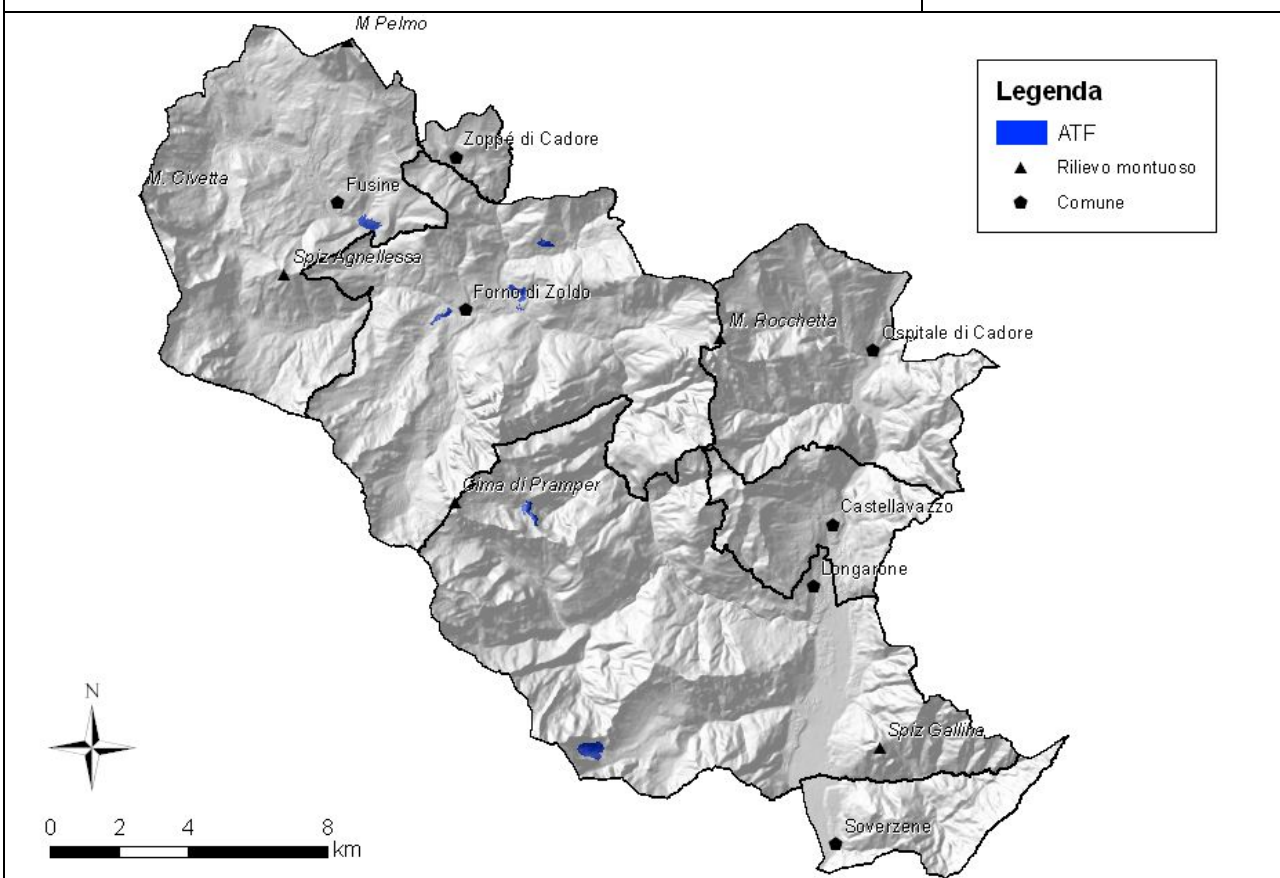 M Pelmo
Legenda
ATF
Rilievo montuoso
Comune
Zoppé di Cadore
M. Civetta
Fusine
Spiz Agnellessa
Forno di Zoldo
M. Rocchetta
Ospitale di Cadore
Cima di Pramper
Castellavazzo
Longarone
N
Spiz Gallina
0 2 4 8
km
Soverzene